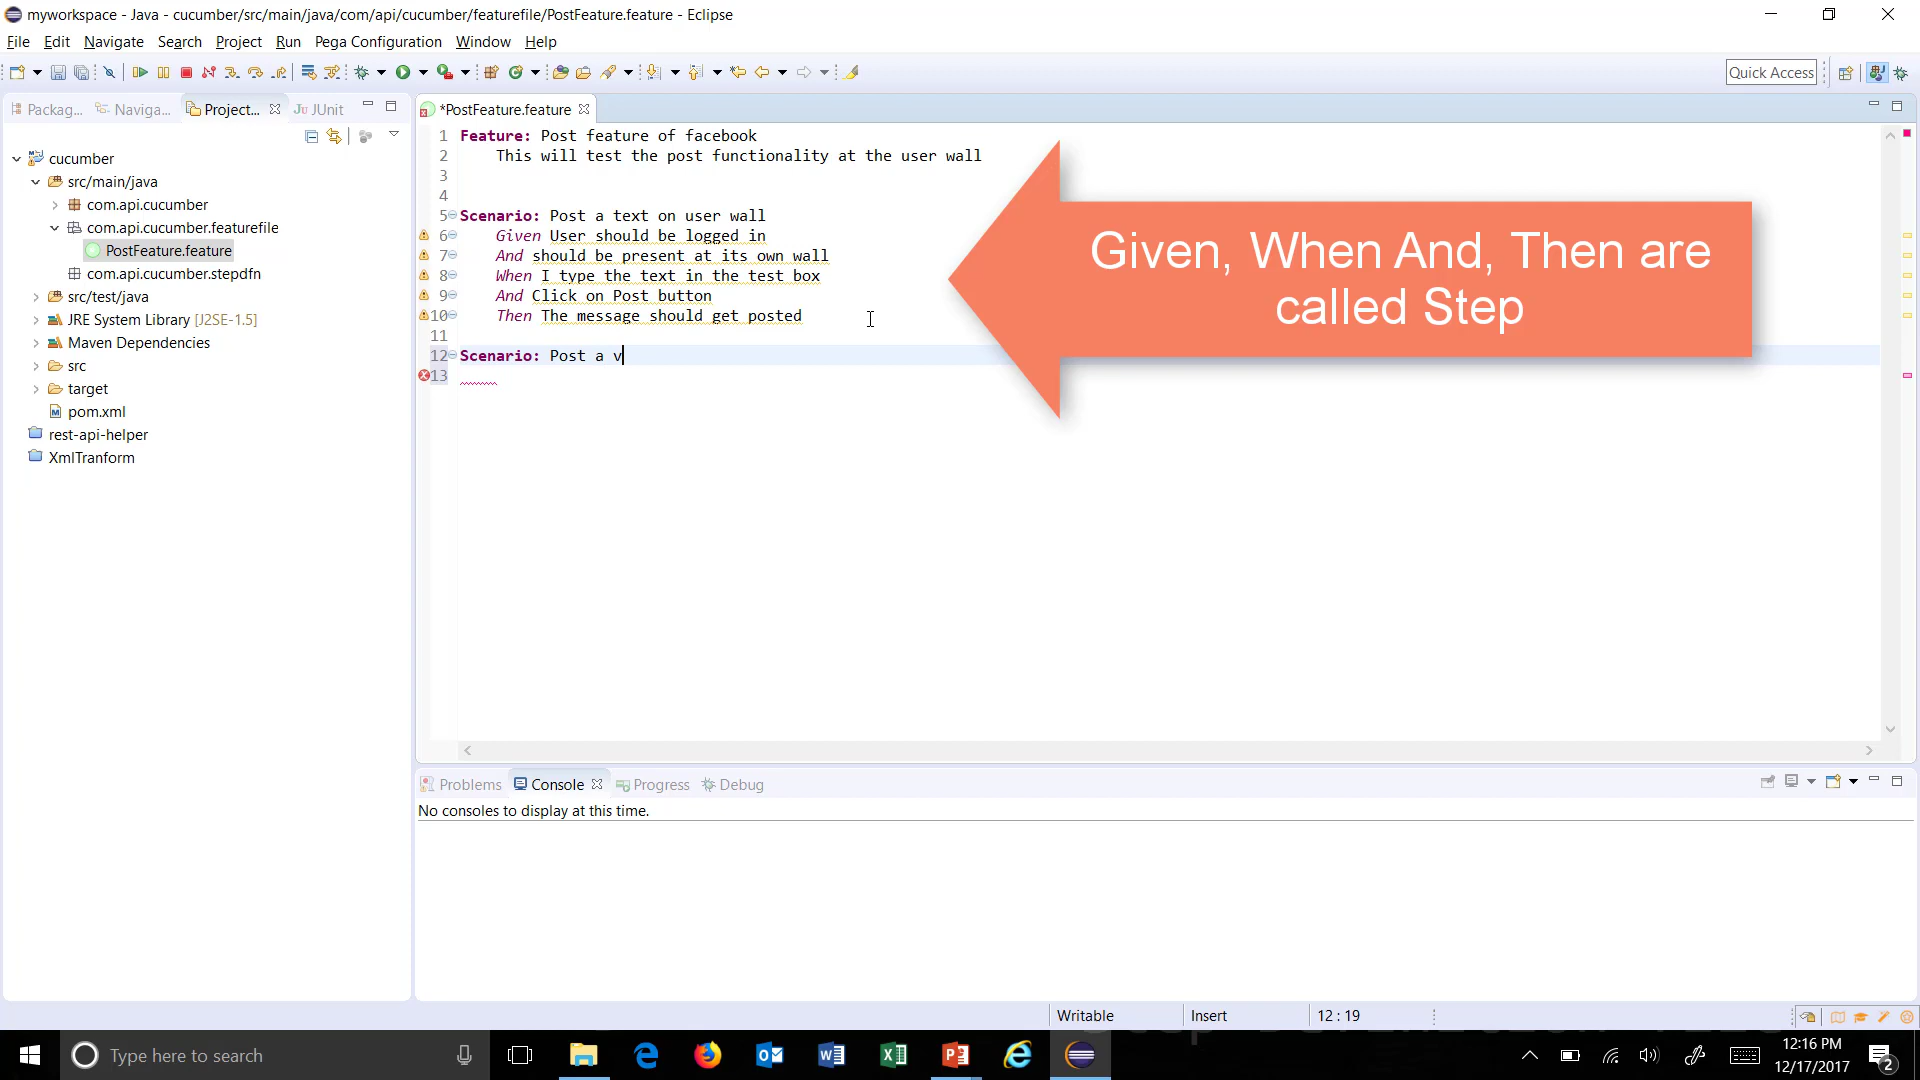 myworkspace - Java - cucumber/src/main/java/com/api/cucumber/featurefile/PostFeature.feature - Eclipse
File Edit Navigate Search Project Run Pega Configuration Window Help
Quick Access
Packag... Naviga... Project... JUnit
cucumber
src/main/java
com.api.cucumber
com.api.cucumber.featurefile
PostFeature.feature
com.api.cucumber.stepdfn
src/test/java
JRE System Library [J2SE-1.5]
Maven Dependencies
src
target
pom.xml
rest-api-helper
XmlTranform
*PostFeature.feature
1 Feature: Post feature of facebook
2 This will test the post functionality at the user wall
3
4
5 Scenario: Post a text on user wall
6 Given User should be logged in
7 And should be present at its own wall
8 When I type the text in the test box
9 And Click on Post button
10 Then The message should get posted
11
12 Scenario: Post a v
13
Given, When And, Then are
called Step
Problems Console Progress Debug
No consoles to display at this time.
Writable Insert 12 : 19
Type here to search
12:16 PM
12/17/2017
2